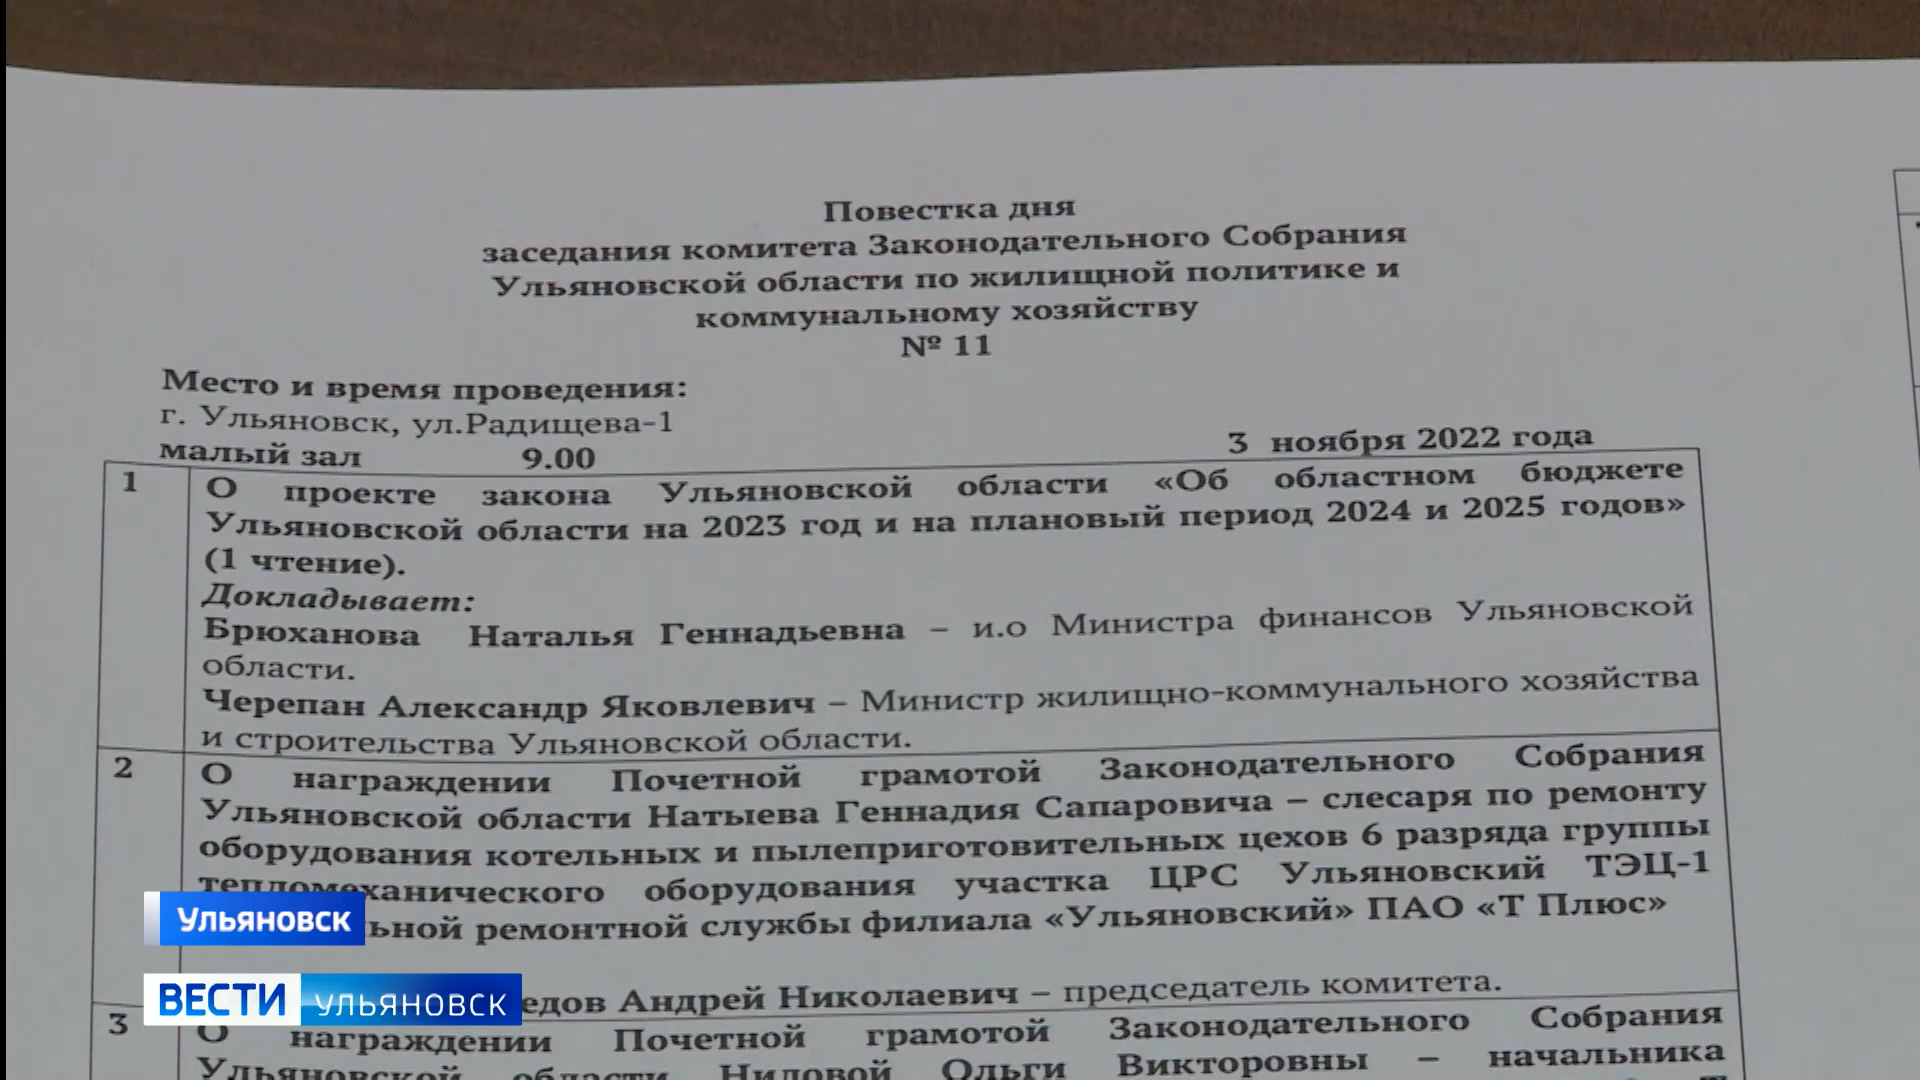 Повестка дня
заседания комитета Законодательного Собрания
Ульяновской области по жилищной политике и
коммунальному хозяйству
№ 11
Место и время проведения:
г. Ульяновск, ул.Радищева-1
малый зал 9.00 3 ноября 2022 года
1 О проекте закона Ульяновской области «Об областном бюджете
Ульяновской области на 2023 год и на плановый период 2024 и 2025 годов»
(1 чтение).
Докладывает:
Брюханова Наталья Геннадьевна – и.о Министра финансов Ульяновской
области.
Черепан Александр Яковлевич – Министр жилищно-коммунального хозяйства
и строительства Ульяновской области.
2 О награждении Почетной грамотой Законодательного Собрания
Ульяновской области Натыева Геннадия Сапаровича – слесаря по ремонту
оборудования котельных и пылеприготовительных цехов 6 разряда группы
тепломеханического оборудования участка ЦРС Ульяновский ТЭЦ-1
ьной ремонтной службы филиала «Ульяновский» ПАО «Т Плюс»
Ульяновск
едов Андрей Николаевич – председатель комитета.
ВЕСТИ УЛЬЯНОВСК
3 О награждении Почетной грамотой Законодательного Собрания
Ульяновской области Ниловой Ольги Викторовны – начальника